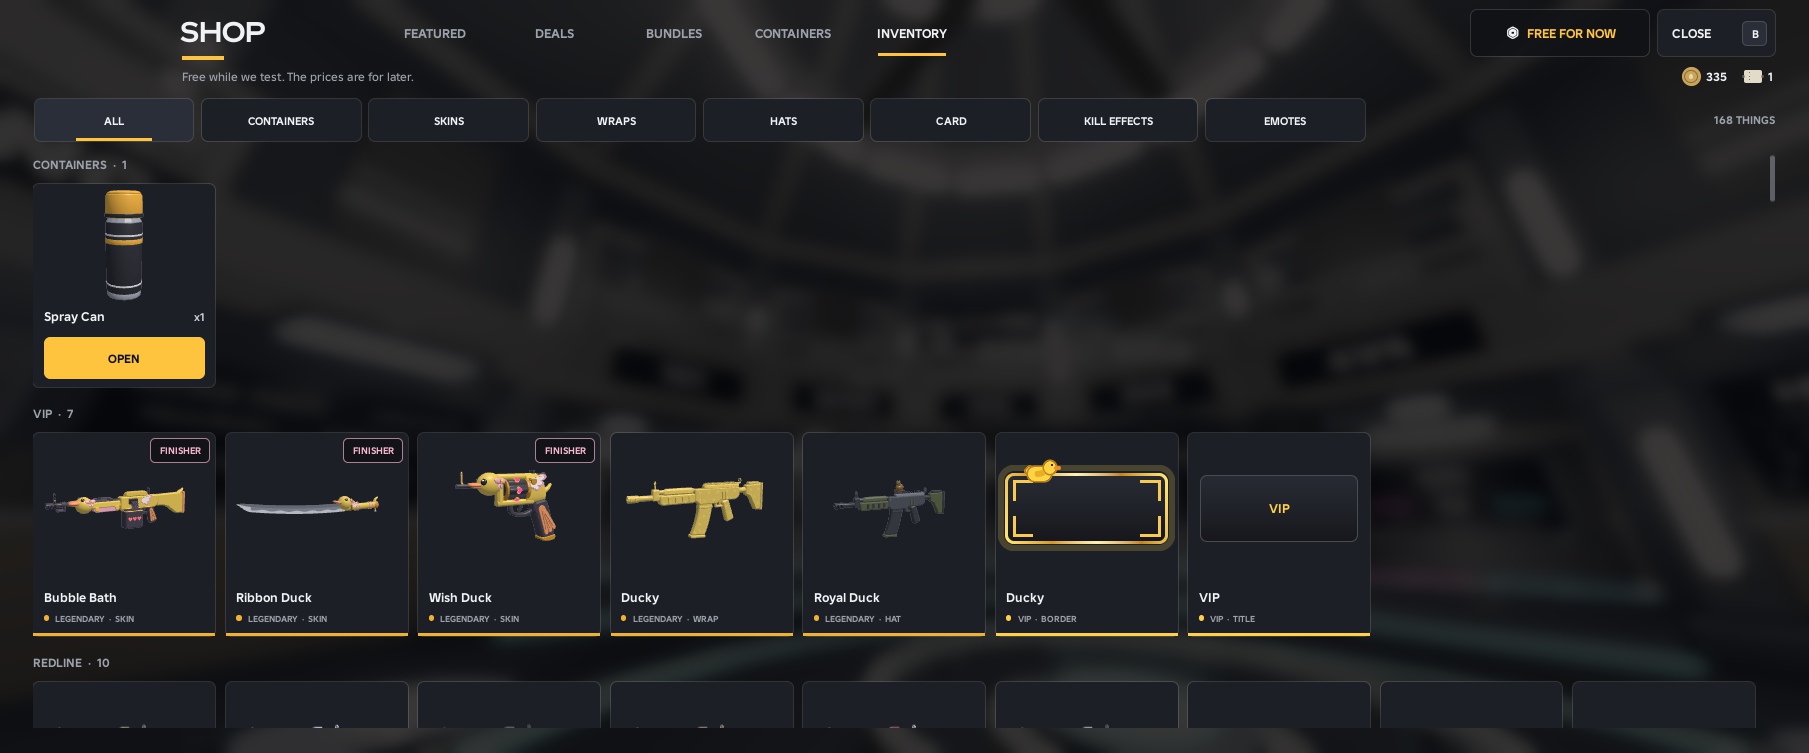 SHOP
FEATURED
DEALS
BUNDLES
CONTAINERS
INVENTORY
FREE FOR NOW
CLOSE
B
Free while we test. The prices are for later.
335
1
ALL
CONTAINERS
SKINS
WRAPS
HATS
CARD
KILL EFFECTS
EMOTES
168 THINGS
CONTAINERS · 1
Spray Can
x1
OPEN
VIP · 7
FINISHER
FINISHER
FINISHER
VIP
Bubble Bath
Ribbon Duck
Wish Duck
Ducky
Royal Duck
Ducky
VIP
LEGENDARY · SKIN
LEGENDARY · SKIN
LEGENDARY · SKIN
LEGENDARY · WRAP
LEGENDARY · HAT
VIP · BORDER
VIP · TITLE
REDLINE · 10